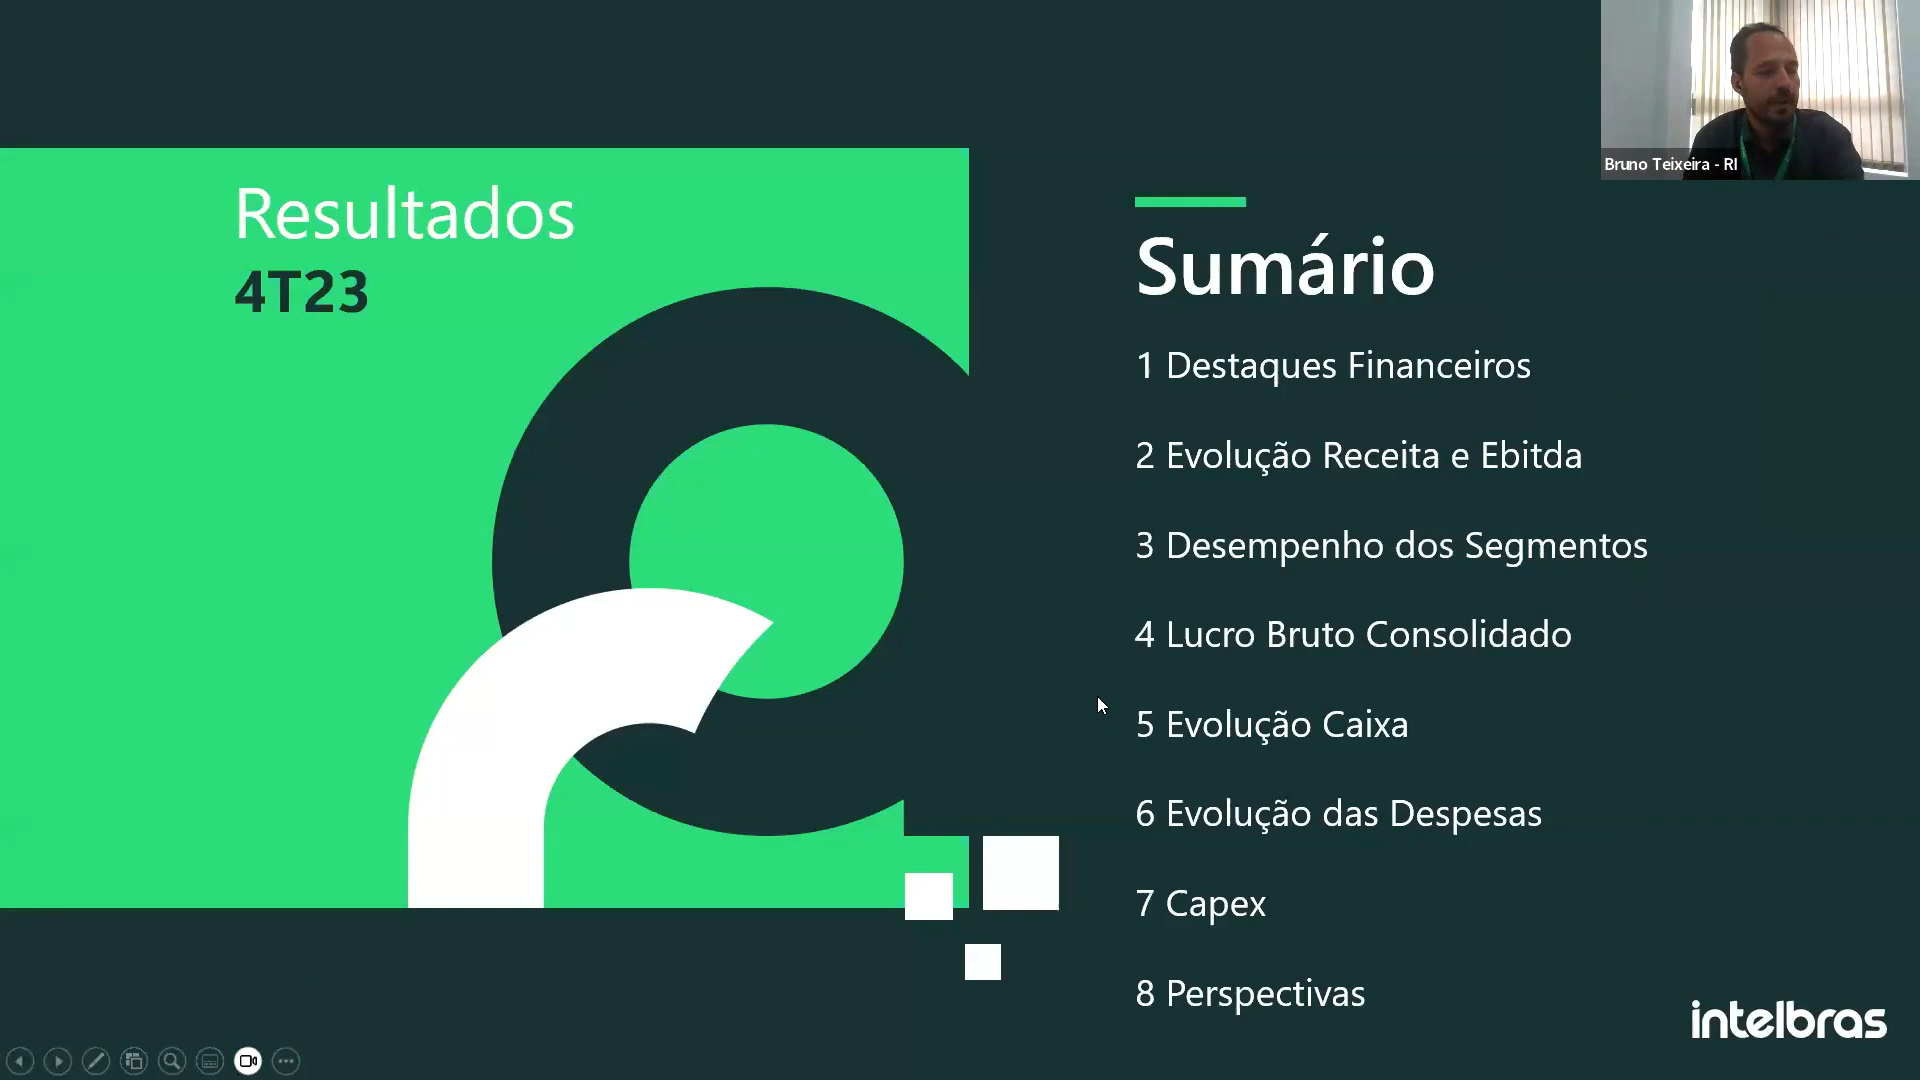 Resultados
4T23
Bruno Teixeira - RI
Sumário
1 Destaques Financeiros
2 Evolução Receita e Ebitda
3 Desempenho dos Segmentos
4 Lucro Bruto Consolidado
5 Evolução Caixa
6 Evolução das Despesas
7 Capex
8 Perspectivas
intelbras